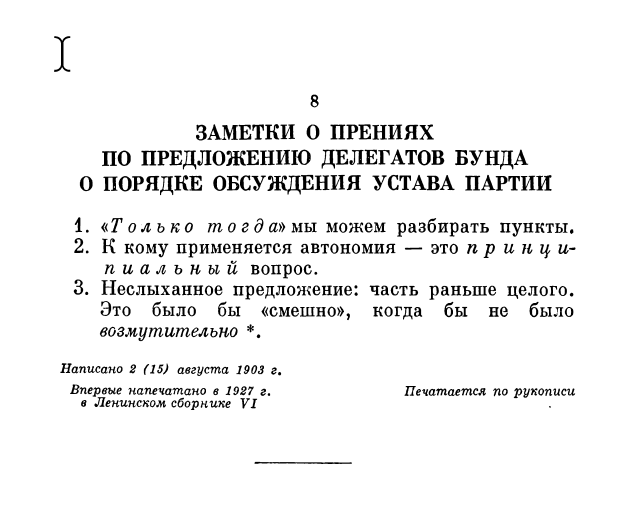 8
ЗАМЕТКИ О ПРЕНИЯХ
ПО ПРЕДЛОЖЕНИЮ ДЕЛЕГАТОВ БУНДА
О ПОРЯДКЕ ОБСУЖДЕНИЯ УСТАВА ПАРТИИ
1. «Только тогда» мы можем разбирать пункты.
2. К кому применяется автономия — это принци-
пиальный вопрос.
3. Неслыханное предложение: часть раньше целого.
Это было бы «смешно», когда бы не было
возмутительно *.
Написано 2 (15) августа 1903 г.
Впервые напечатано в 1927 г.
в Ленинском сборнике VI
Печатается по рукописи